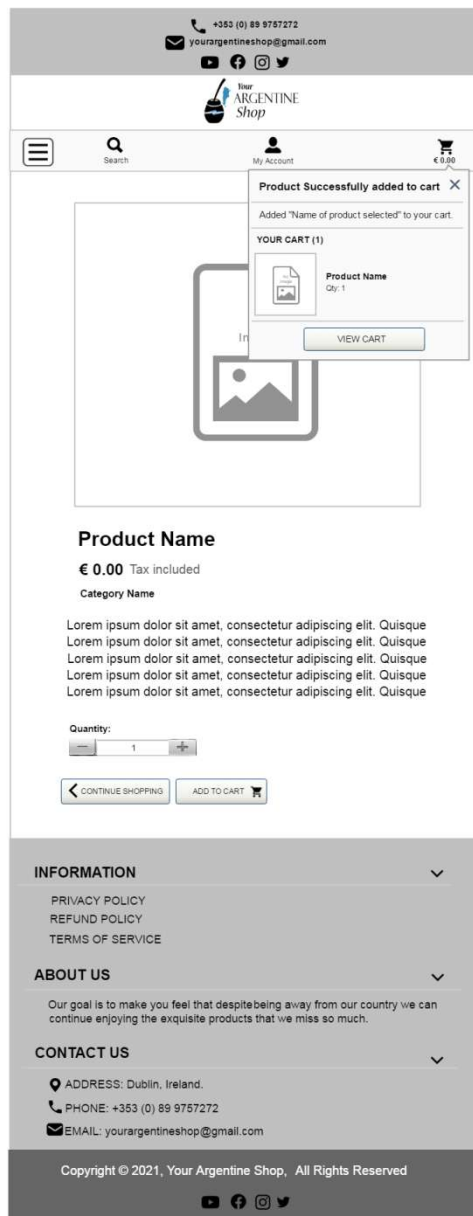 +353 (0) 89 9757272
yourargentineshop@gmail.com
Your
ARGENTINE
Shop
Search
My Account
€ 0.00
Product Successfully added to cart
Added "Name of product selected" to your cart.
YOUR CART (1)
Product Name
Qty: 1
VIEW CART
Product Name
€ 0.00 Tax included
Category Name
Lorem ipsum dolor sit amet, consectetur adipiscing elit. Quisque
Lorem ipsum dolor sit amet, consectetur adipiscing elit. Quisque
Lorem ipsum dolor sit amet, consectetur adipiscing elit. Quisque
Lorem ipsum dolor sit amet, consectetur adipiscing elit. Quisque
Lorem ipsum dolor sit amet, consectetur adipiscing elit. Quisque
Quantity:
1
CONTINUE SHOPPING ADD TO CART
INFORMATION
PRIVACY POLICY
REFUND POLICY
TERMS OF SERVICE
ABOUT US
Our goal is to make you feel that despitebeing away from our country we can
continue enjoying the exquisite products that we miss so much.
CONTACT US
ADDRESS: Dublin, Ireland.
PHONE: +353 (0) 89 9757272
EMAIL: yourargentineshop@gmail.com
Copyright © 2021, Your Argentine Shop, All Rights Reserved